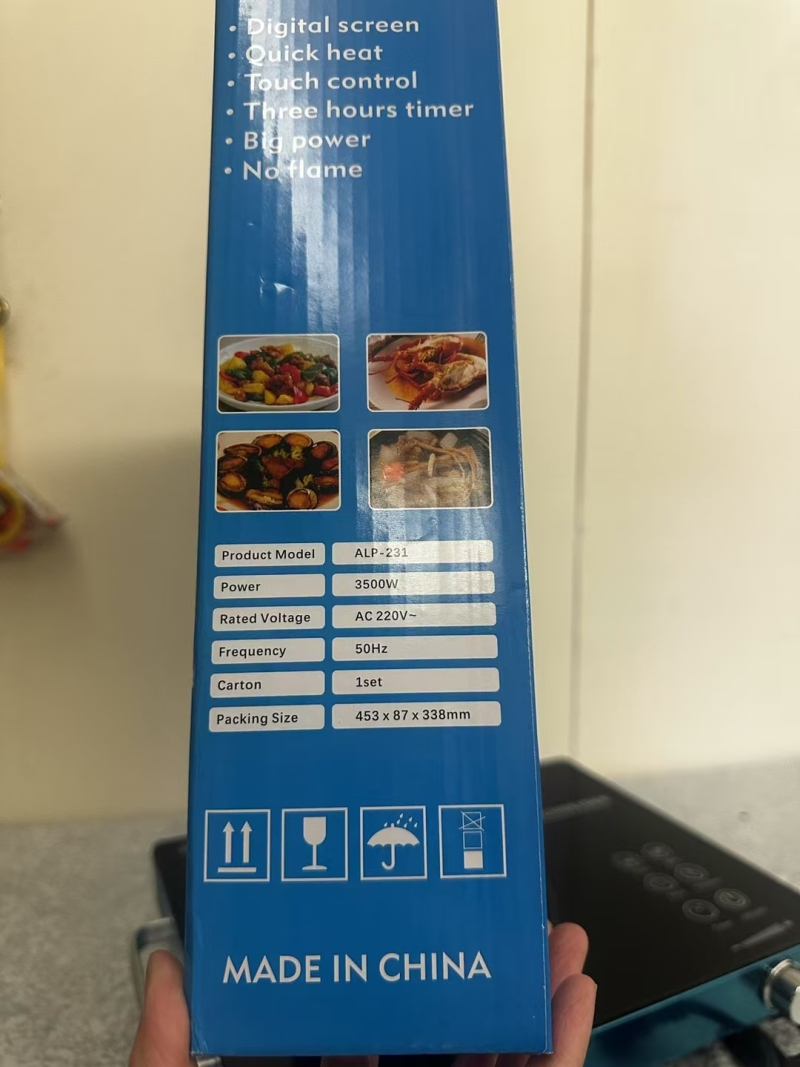 • Digital screen
• Quick heat
• Touch control
• Three hours timer
• Big power
• No flame
Product Model ALP-231
Power 3500W
Rated Voltage AC 220V~
Frequency 50Hz
Carton 1set
Packing Size 453 x 87 x 338mm
MADE IN CHINA